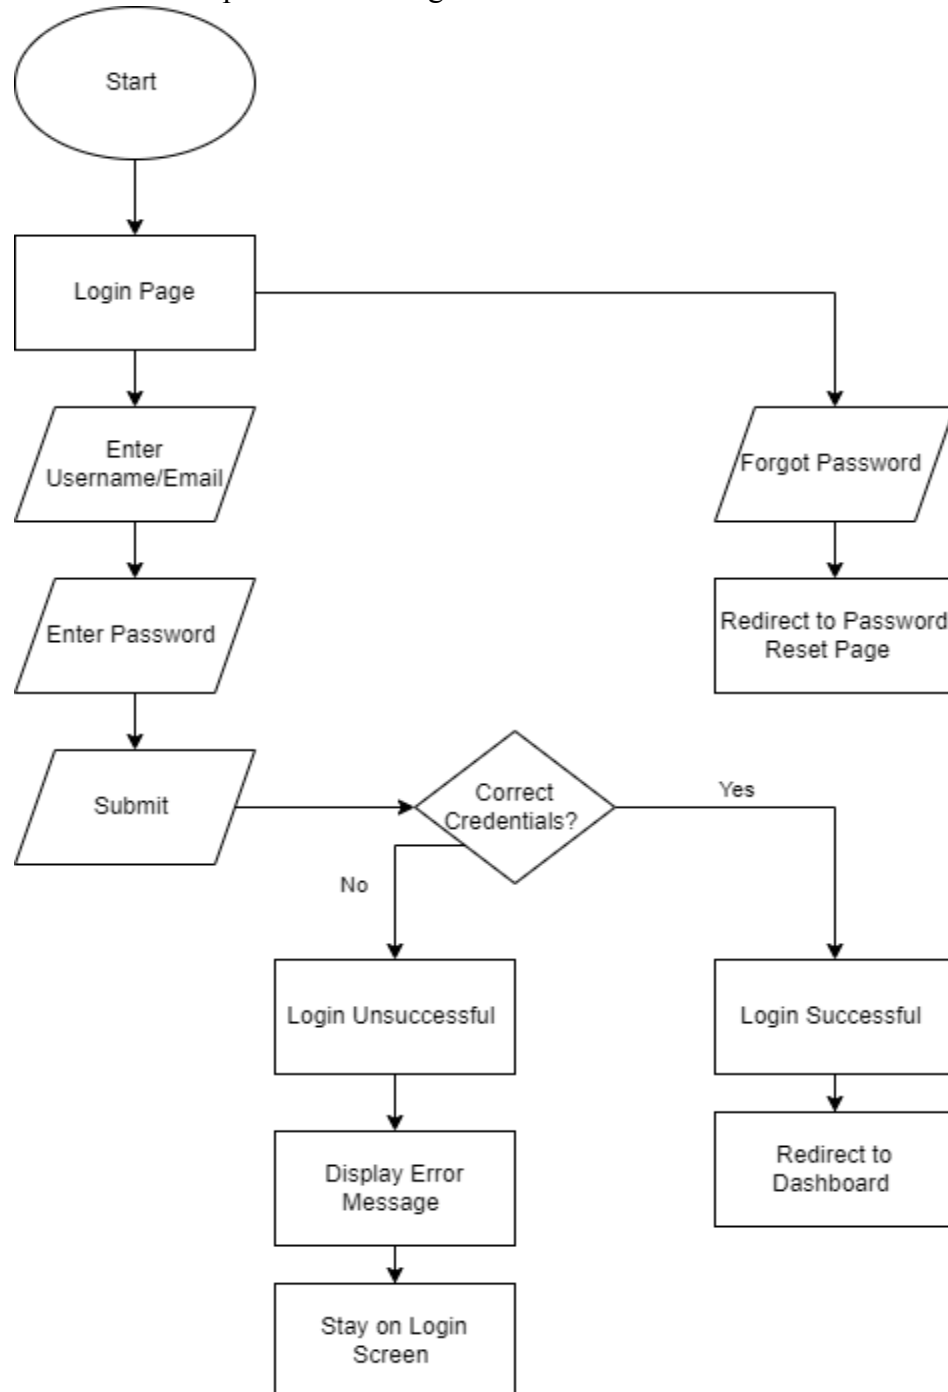 Start
Login Page
Enter
Username/Email
Forgot Password
Enter Password
Redirect to Password
Reset Page
Submit
Correct
Credentials?
Yes
No
Login Unsuccessful
Login Successful
Display Error
Message
Redirect to
Dashboard
Stay on Login
Screen